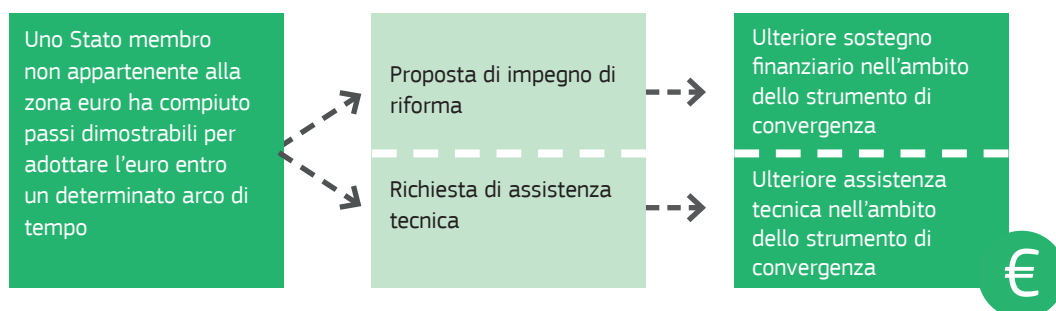 Uno Stato membro
non appartenente alla
zona euro ha compiuto
passi dimostrabili per
adottare l'euro entro
un determinato arco di
tempo
Proposta di impegno di
riforma
Richiesta di assistenza
tecnica
Ulteriore sostegno
finanziario nell'ambito
dello strumento di
convergenza
Ulteriore assistenza
tecnica nell'ambito
dello strumento di
convergenza
€